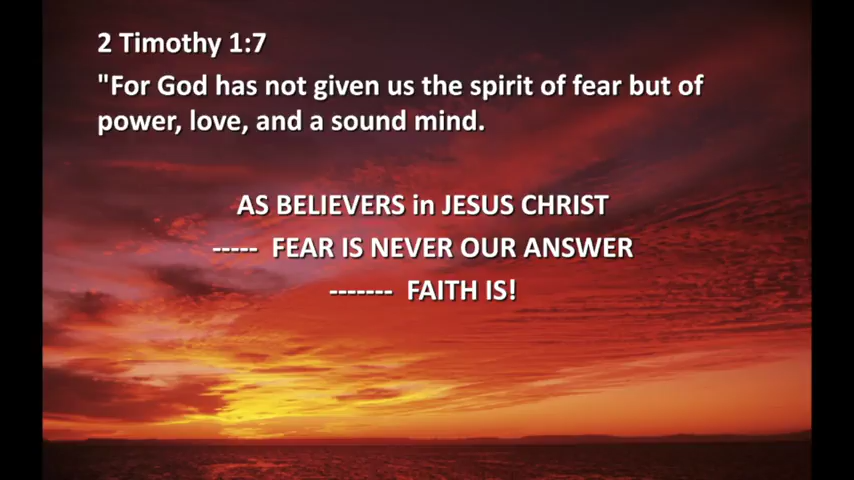 2 Timothy 1:7
"For God has not given us the spirit of fear but of
power, love, and a sound mind.
AS BELIEVERS in JESUS CHRIST
----- FEAR IS NEVER OUR ANSWER
------- FAITH IS!